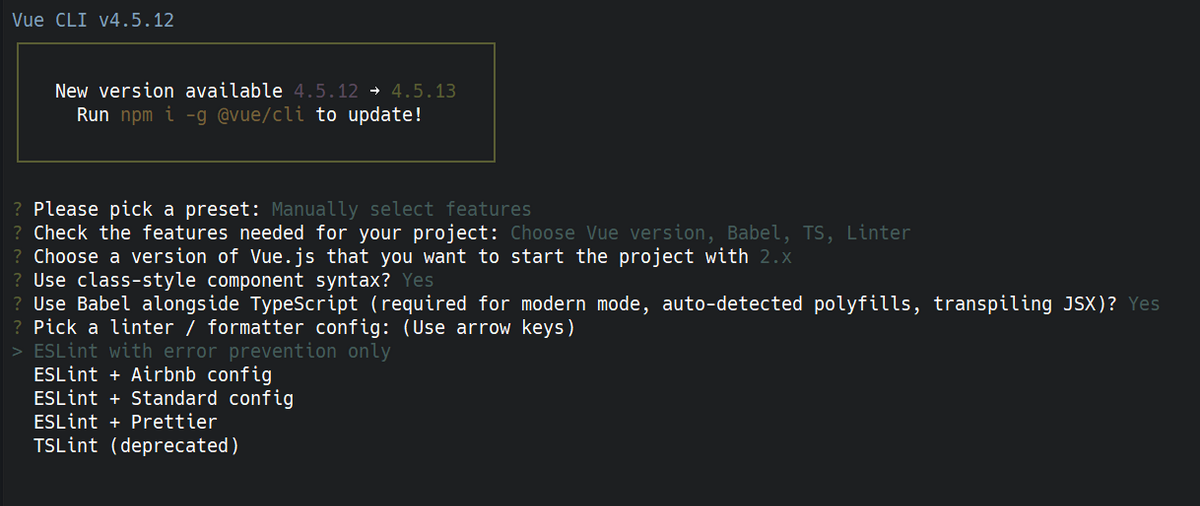 Vue CLI v4.5.12
New version available 4.5.12 → 4.5.13
Run npm i -g @vue/cli to update!
? Please pick a preset: Manually select features
? Check the features needed for your project: Choose Vue version, Babel, TS, Linter
? Choose a version of Vue.js that you want to start the project with 2.x
? Use class-style component syntax? Yes
? Use Babel alongside TypeScript (required for modern mode, auto-detected polyfills, transpiling JSX)? Yes
? Pick a linter / formatter config: (Use arrow keys)
> ESLint with error prevention only
ESLint + Airbnb config
ESLint + Standard config
ESLint + Prettier
TSLint (deprecated)